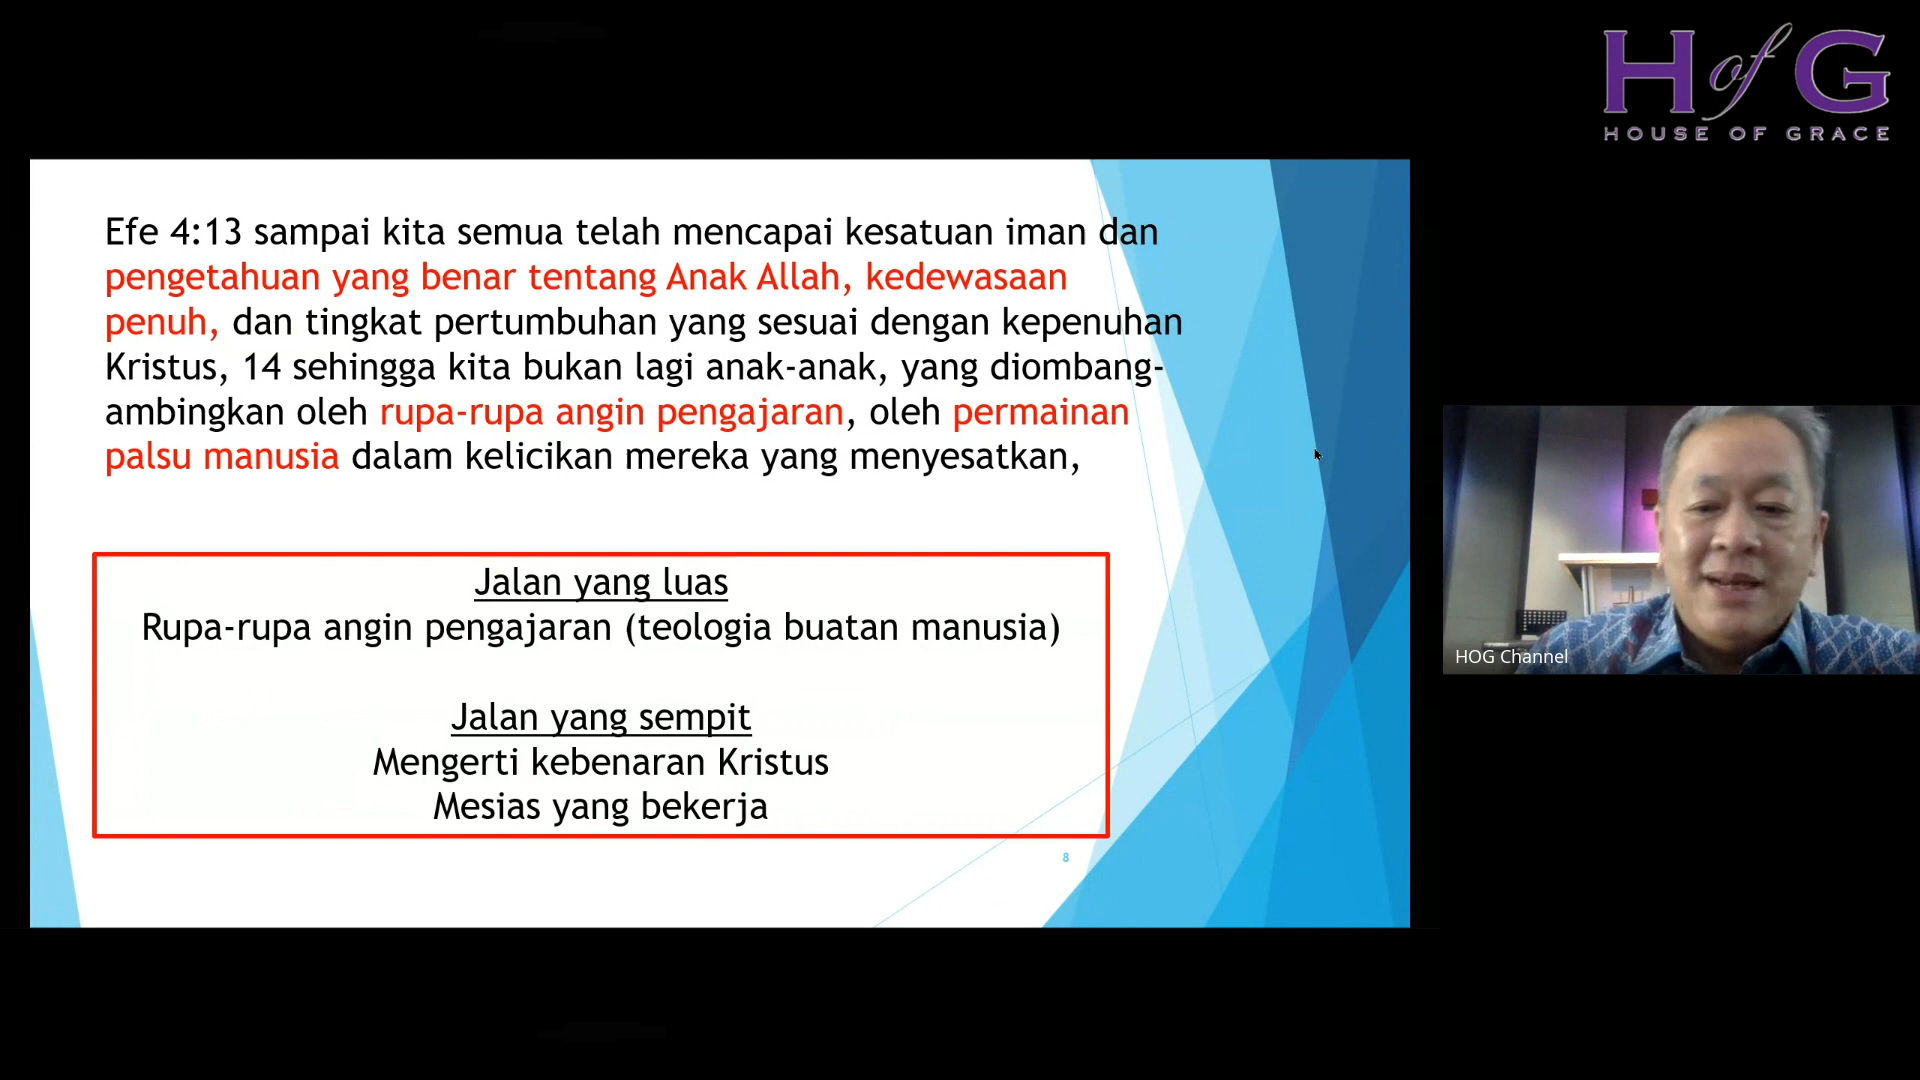 H of G
HOUSE OF GRACE
Efe 4:13 sampai kita semua telah mencapai kesatuan iman dan
pengetahuan yang benar tentang Anak Allah, kedewasaan
penuh, dan tingkat pertumbuhan yang sesuai dengan kepenuhan
Kristus, 14 sehingga kita bukan lagi anak-anak, yang diombang-
ambingkan oleh rupa-rupa angin pengajaran, oleh permainan
palsu manusia dalam kelicikan mereka yang menyesatkan,
Jalan yang luas
Rupa-rupa angin pengajaran (teologia buatan manusia)
Jalan yang sempit
Mengerti kebenaran Kristus
Mesias yang bekerja
8
HOG Channel